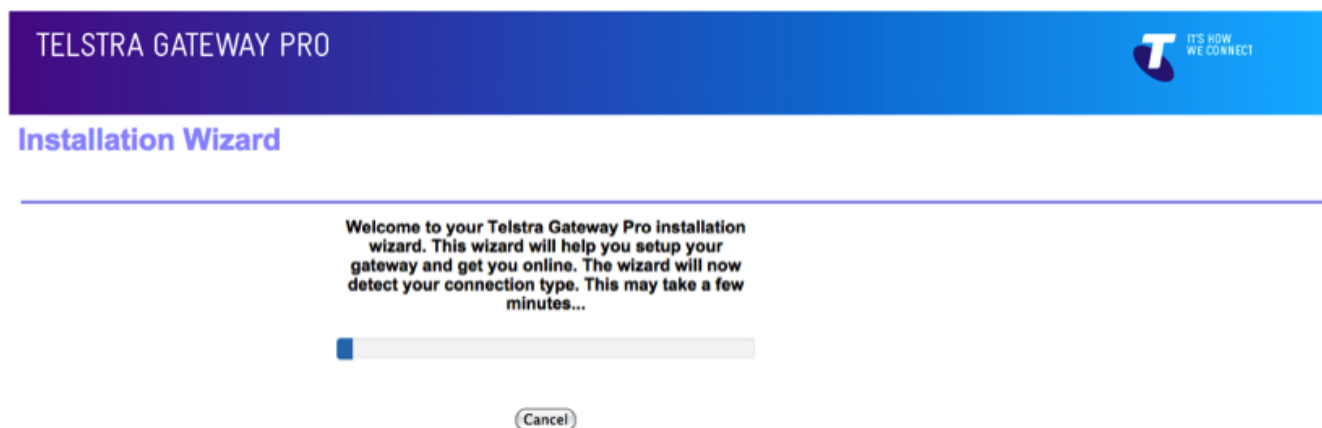 TELSTRA GATEWAY PRO
T
IT'S HOW
WE CONNECT
Installation Wizard
Welcome to your Telstra Gateway Pro installation
wizard. This wizard will help you setup your
gateway and get you online. The wizard will now
detect your connection type. This may take a few
minutes...
Cancel